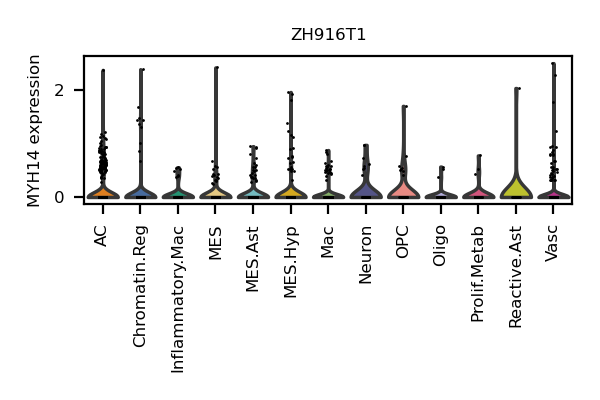 ZH916T1
MYH14 expression
2
0
AC
Chromatin.Reg
Inflammatory.Mac
MES
MES.Ast
MES.Hyp
Mac
Neuron
OPC
Oligo
Prolif.Metab
Reactive.Ast
Vasc